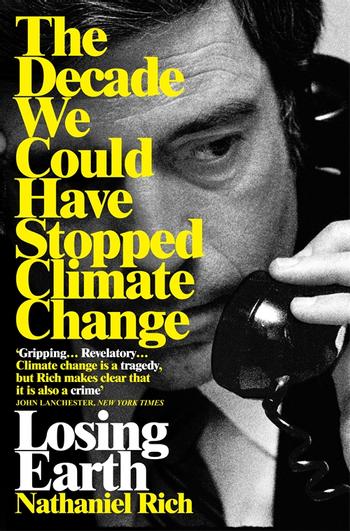 The
Decade
We
Could
Have
Stopped
Climate
Change
‘Gripping… Revelatory…
Climate change is a tragedy,
but Rich makes clear that
it is also a crime’
JOHN LANCHESTER, NEW YORK TIMES
Losing
Earth
Nathaniel Rich